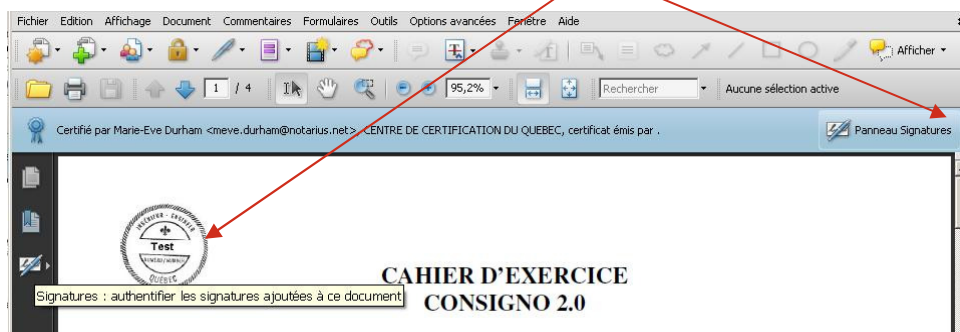 Fichier Edition Affichage Document Commentaires Formulaires Outils Options avancées Fenêtre Aide
Afficher
1 / 4 95,2% Rechercher Aucune sélection active
Certifié par Marie-Eve Durham <meve.durham@notarius.net>, CENTRE DE CERTIFICATION DU QUEBEC, certificat émis par .
Panneau Signatures
Test
QUÉBEC
Signatures : authentifier les signatures ajoutées à ce document
CAHIER D'EXERCICE
CONSIGNO 2.0